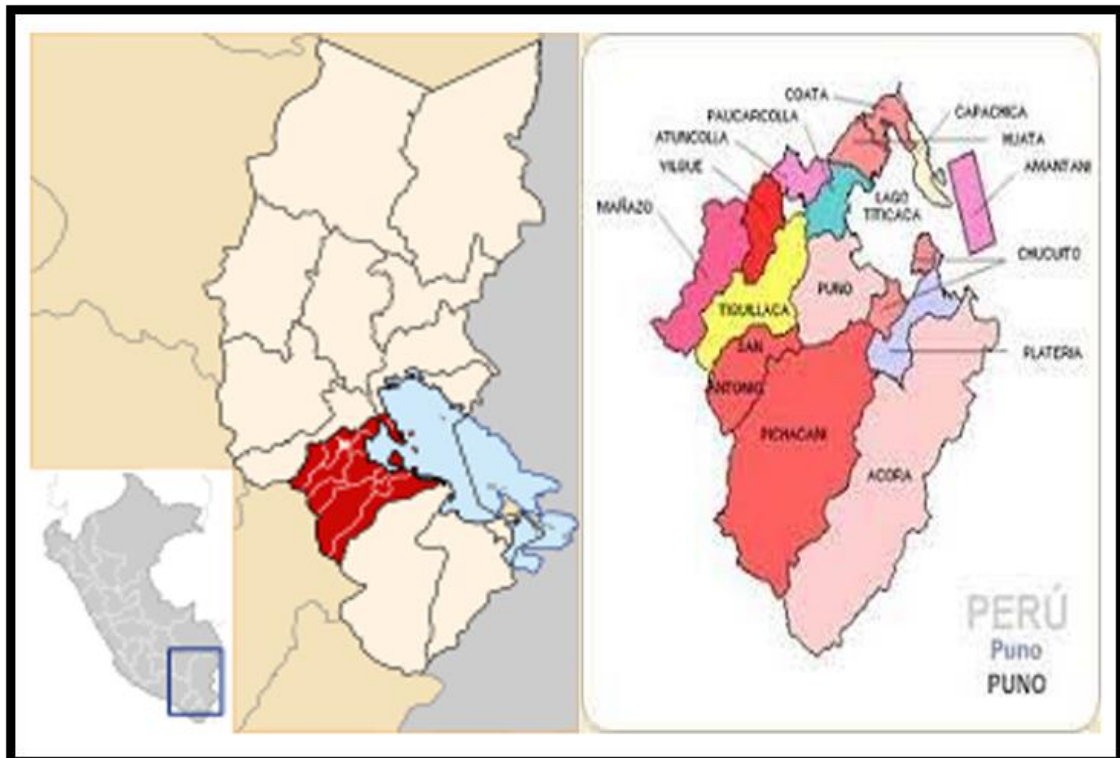 COATA
CAPACHICA
PAUCARCOLLA
HUATA
ATUNCOLLA
VILQUE
AMANTANI
MAÑAZO
LAGO
TITICACA
CHUCUITO
PUNO
TIQUILLACA
SAN
ANTONIO
PLATERIA
PICHACANI
ACORA
PERÚ
Puno
PUNO